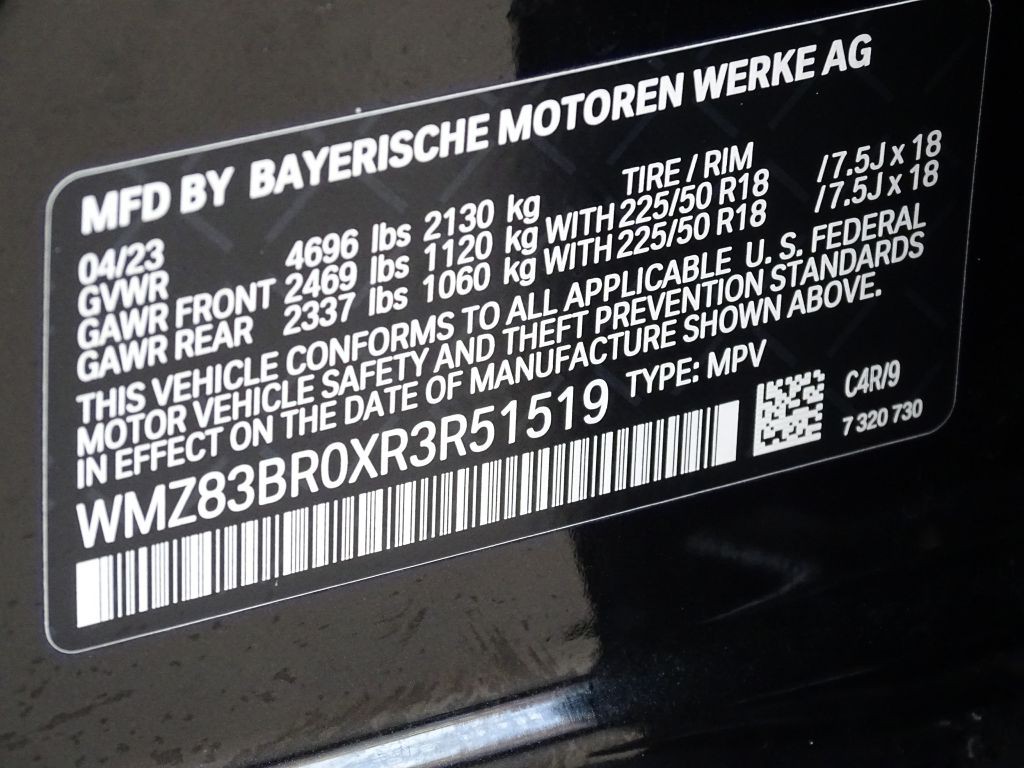 MFD BY BAYERISCHE MOTOREN WERKE AG
04/23 TIRE / RIM
GVWR 4696 lbs 2130 kg
GAWR FRONT 2469 lbs 1120 kg WITH 225/50 R18 /7.5J x 18
GAWR REAR 2337 lbs 1060 kg WITH 225/50 R18 /7.5J x 18
THIS VEHICLE CONFORMS TO ALL APPLICABLE U. S. FEDERAL
MOTOR VEHICLE SAFETY AND THEFT PREVENTION STANDARDS
IN EFFECT ON THE DATE OF MANUFACTURE SHOWN ABOVE.
WMZ83BR0XR3R51519 TYPE: MPV
C4R/9
7 320 730